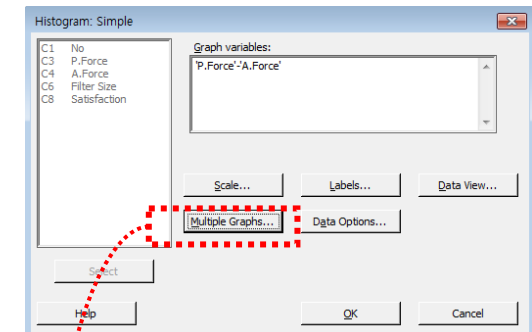 Histogram: Simple
C1 No
C3 P.Force
C4 A.Force
C6 Filter Size
C8 Satisfaction
Graph variables:
'P.Force'-'A.Force'
Scale...
Labels...
Data View...
Multiple Graphs...
Data Options...
Select
Help
OK
Cancel